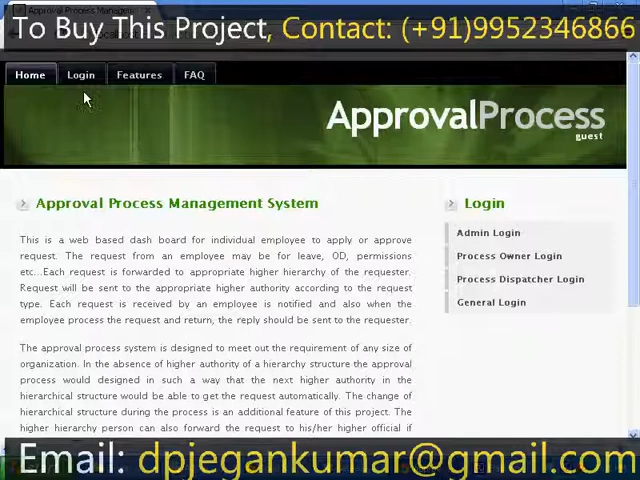 Approval Process Manageme
To Buy This Project, Contact: (+91)9952346866
Home Login Features FAQ
ApprovalProcess
guest
Approval Process Management System
This is a web based dash board for individual employee to apply or approve
request. The request from an employee may be for leave, OD, permissions
etc...Each request is forwarded to appropriate higher hierarchy of the requester.
Request will be sent to the appropriate higher authority according to the request
type. Each request is received by an employee is notified and also when the
employee process the request and return, the reply should be sent to the requester.
The approval process system is designed to meet out the requirement of any size of
organization. In the absence of higher authority of a hierarchy structure the approval
process would designed in such a way that the next higher authority in the
hierarchical structure would be able to get the request automatically. The change of
hierarchical structure during the process is an additional feature of this project. The
higher hierarchy person can also forward the request to his/her higher official if
Login
Admin Login
Process Owner Login
Process Dispatcher Login
General Login
Email: dpjegankumar@gmail.com